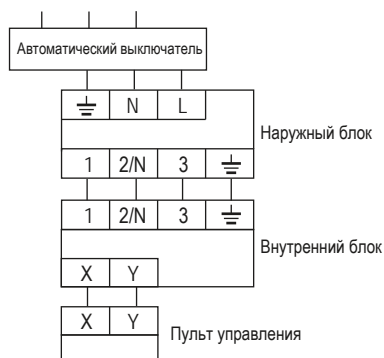 Автоматический выключатель
N L
Наружный блок
1 2/N 3
1 2/N 3
Внутренний блок
X Y
X Y
Пульт управления